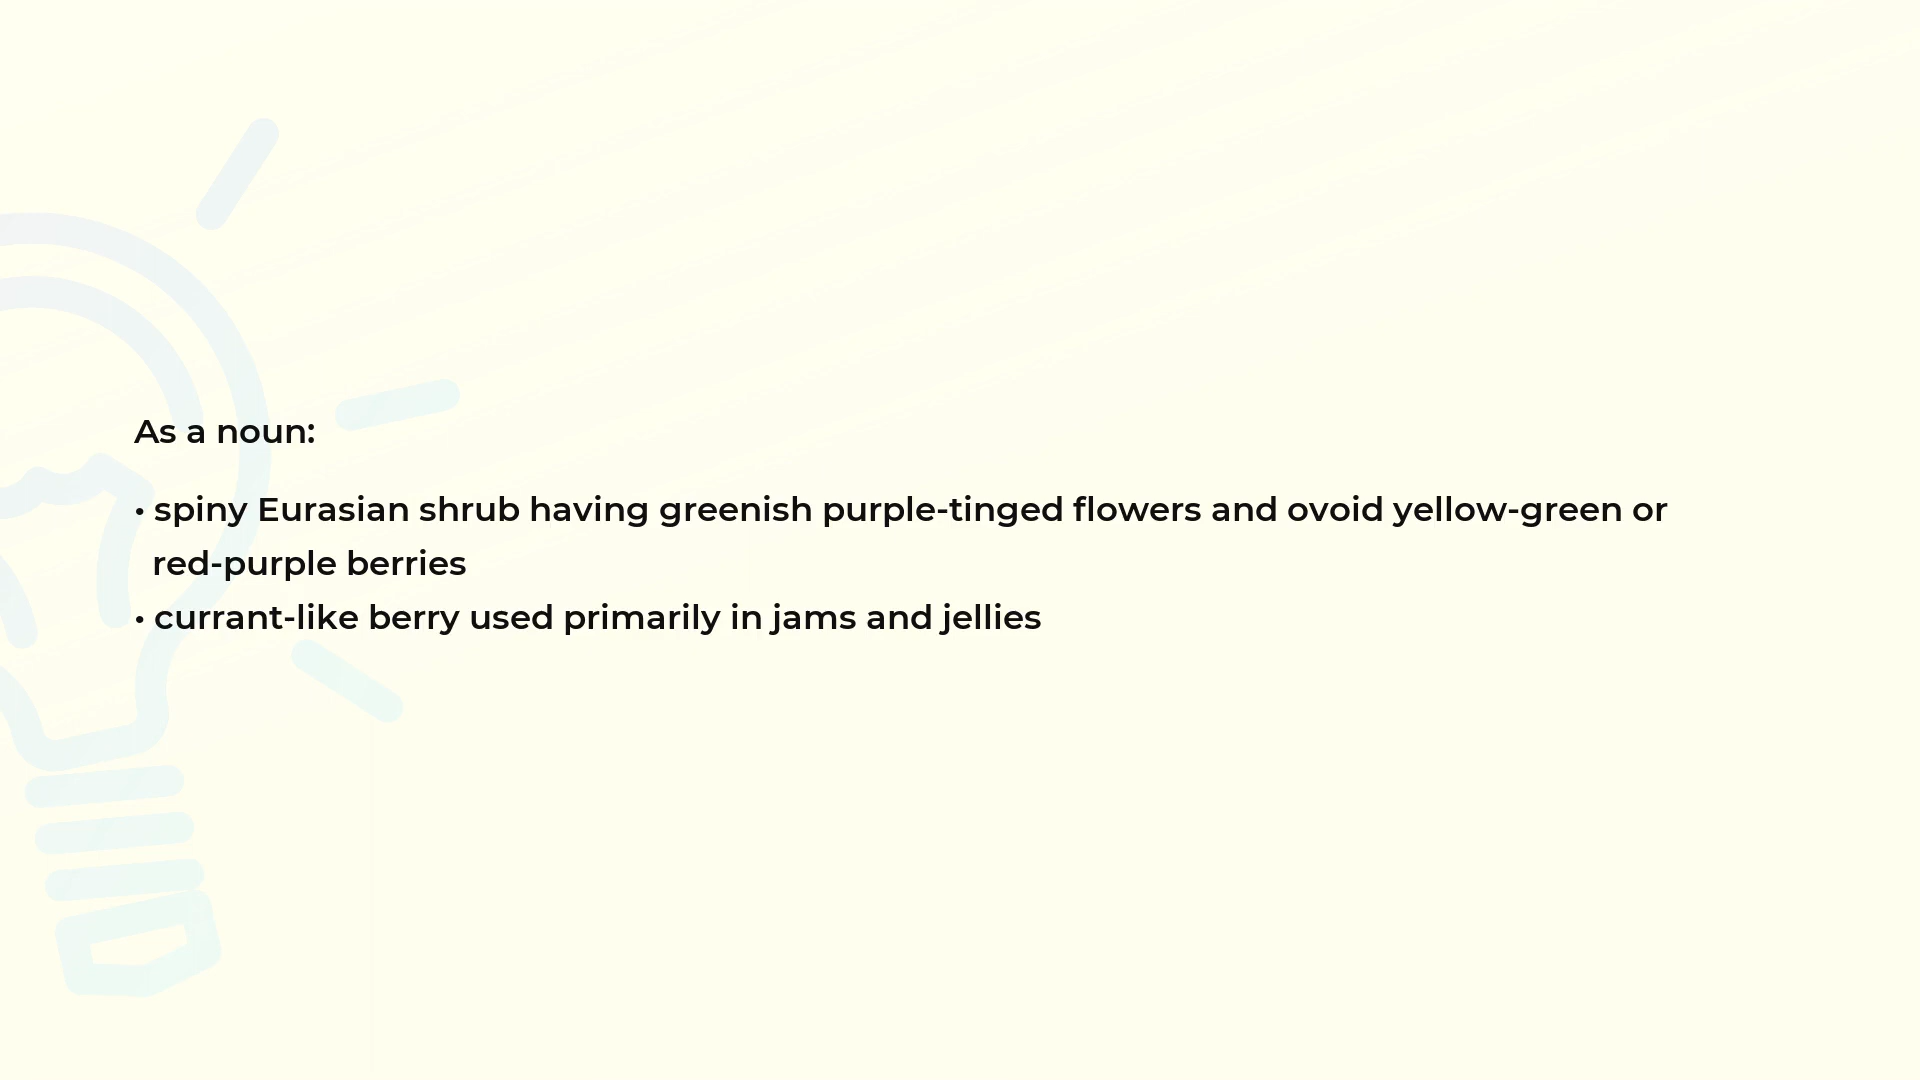 As a noun:
• spiny Eurasian shrub having greenish purple-tinged flowers and ovoid yellow-green or
red-purple berries
• currant-like berry used primarily in jams and jellies